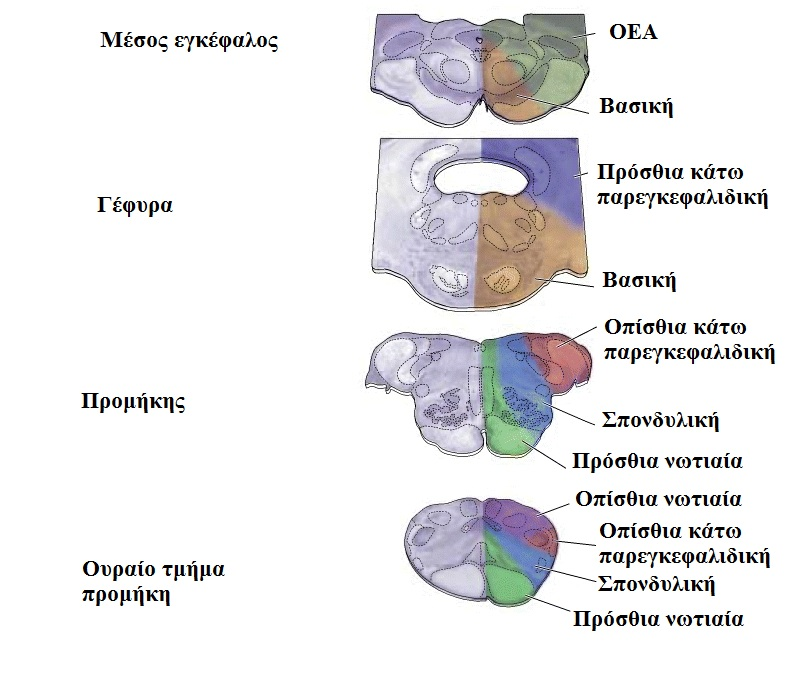 Μέσος εγκέφαλος
ΟΕΑ
Βασική
Γέφυρα
Πρόσθια κάτω
παρεγκεφαλιδική
Βασική
Προμήκης
Οπίσθια κάτω
παρεγκεφαλιδική
Σπονδυλική
Πρόσθια νωτιαία
Ουραίο τμήμα
προμήκη
Οπίσθια νωτιαία
Οπίσθια κάτω
παρεγκεφαλιδική
Σπονδυλική
Πρόσθια νωτιαία